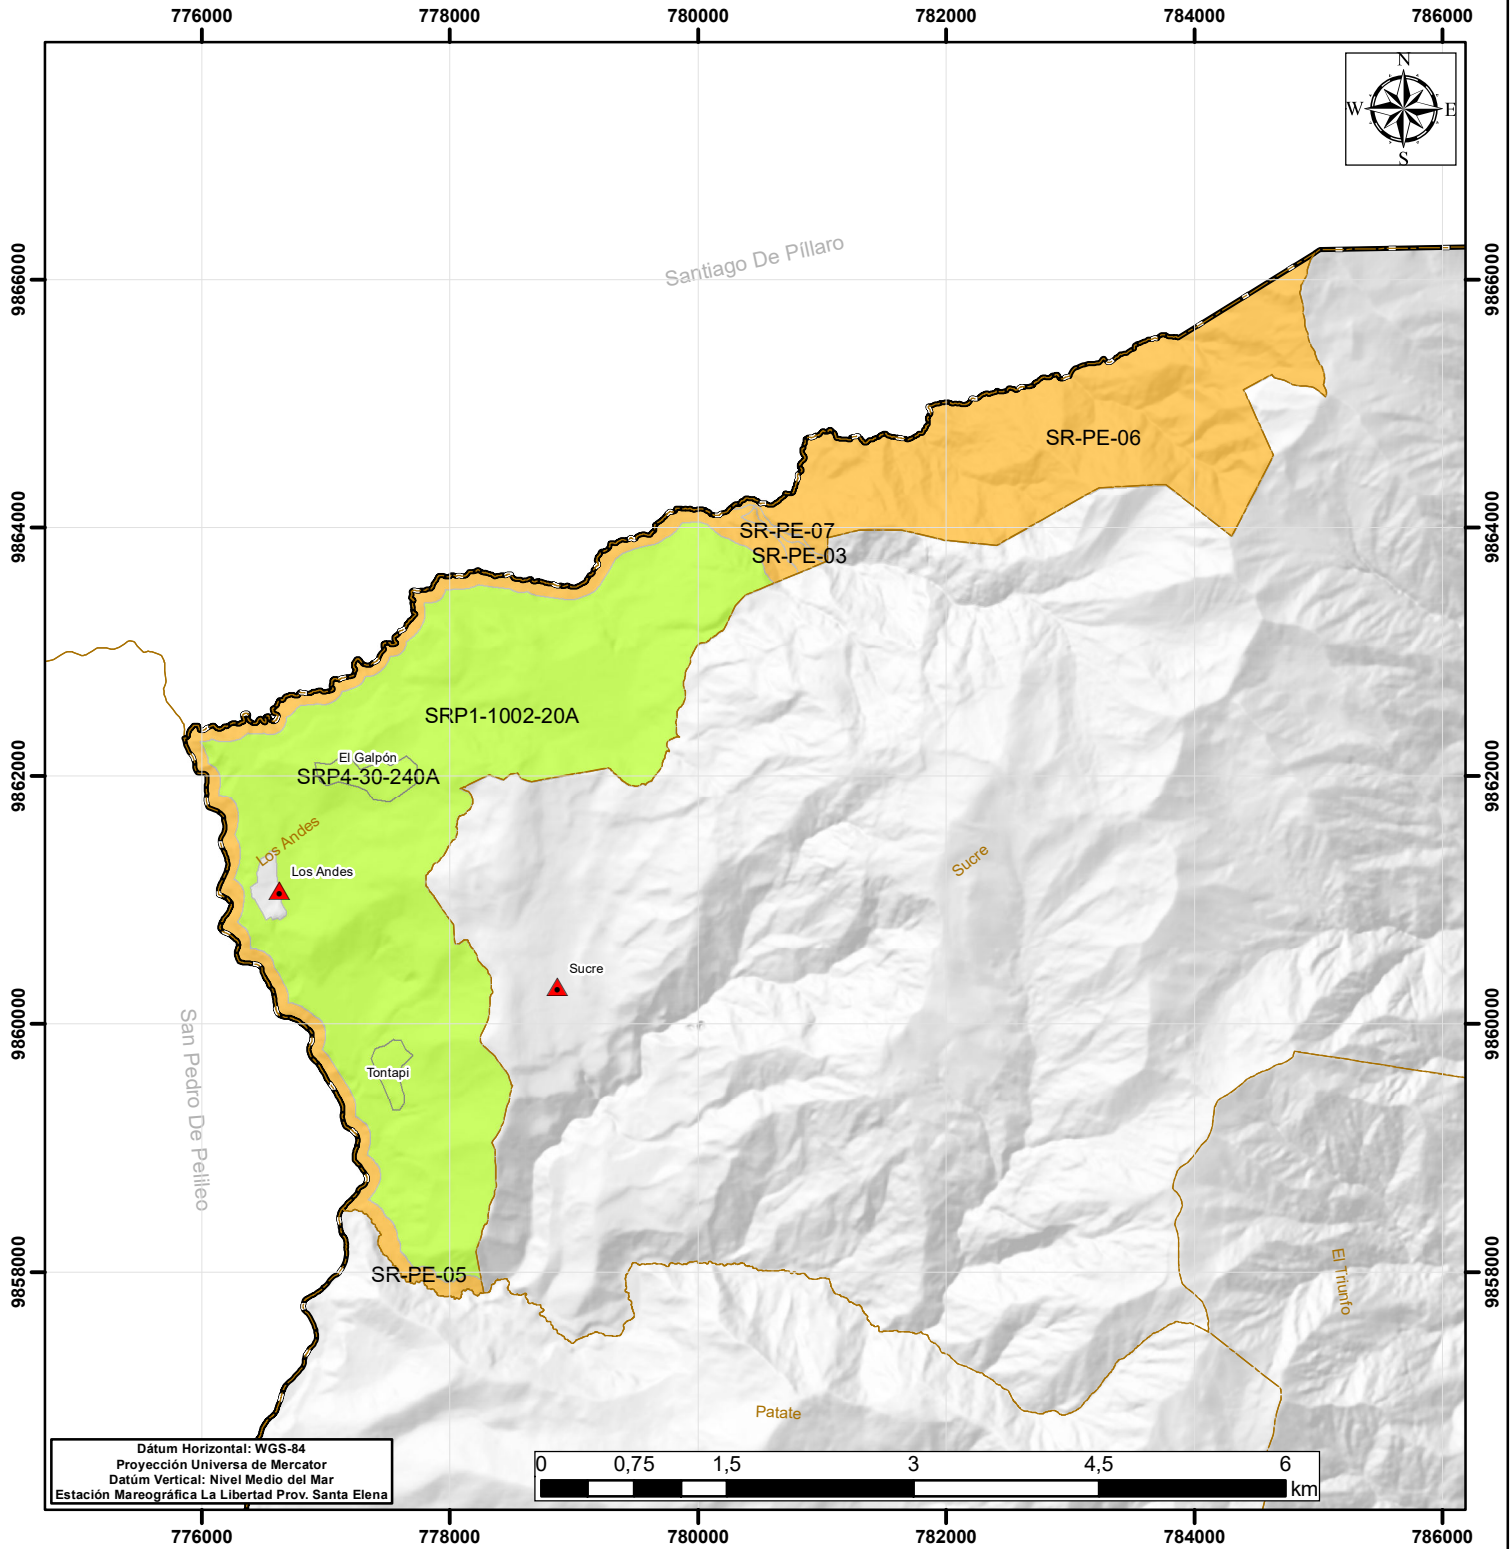 776000 778000 780000 782000 784000 786000
N
W E
S
Santiago De Píllaro
9866000 9866000
SR-PE-06
9864000 9864000
SR-PE-07
SR-PE-03
SRP1-1002-20A
El Galpón
SRP4-30-240A
9862000 9862000
Los Andes
Los Andes
Sucre
Sucre
9860000 9860000
San Pedro De Pelileo
Tontapi
9858000 9858000
SR-PE-05
El Triunfo
Patate
Dátum Horizontal: WGS-84
Proyección Universa de Mercator
Datúm Vertical: Nivel Medio del Mar
Estación Mareográfica La Libertad Prov. Santa Elena
0 0,75 1,5 3 4,5 6
km
776000 778000 780000 782000 784000 786000